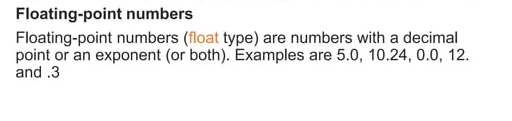 Floating-point numbers
Floating-point numbers (float type) are numbers with a decimal
point or an exponent (or both). Examples are 5.0, 10.24, 0.0, 12.
and .3